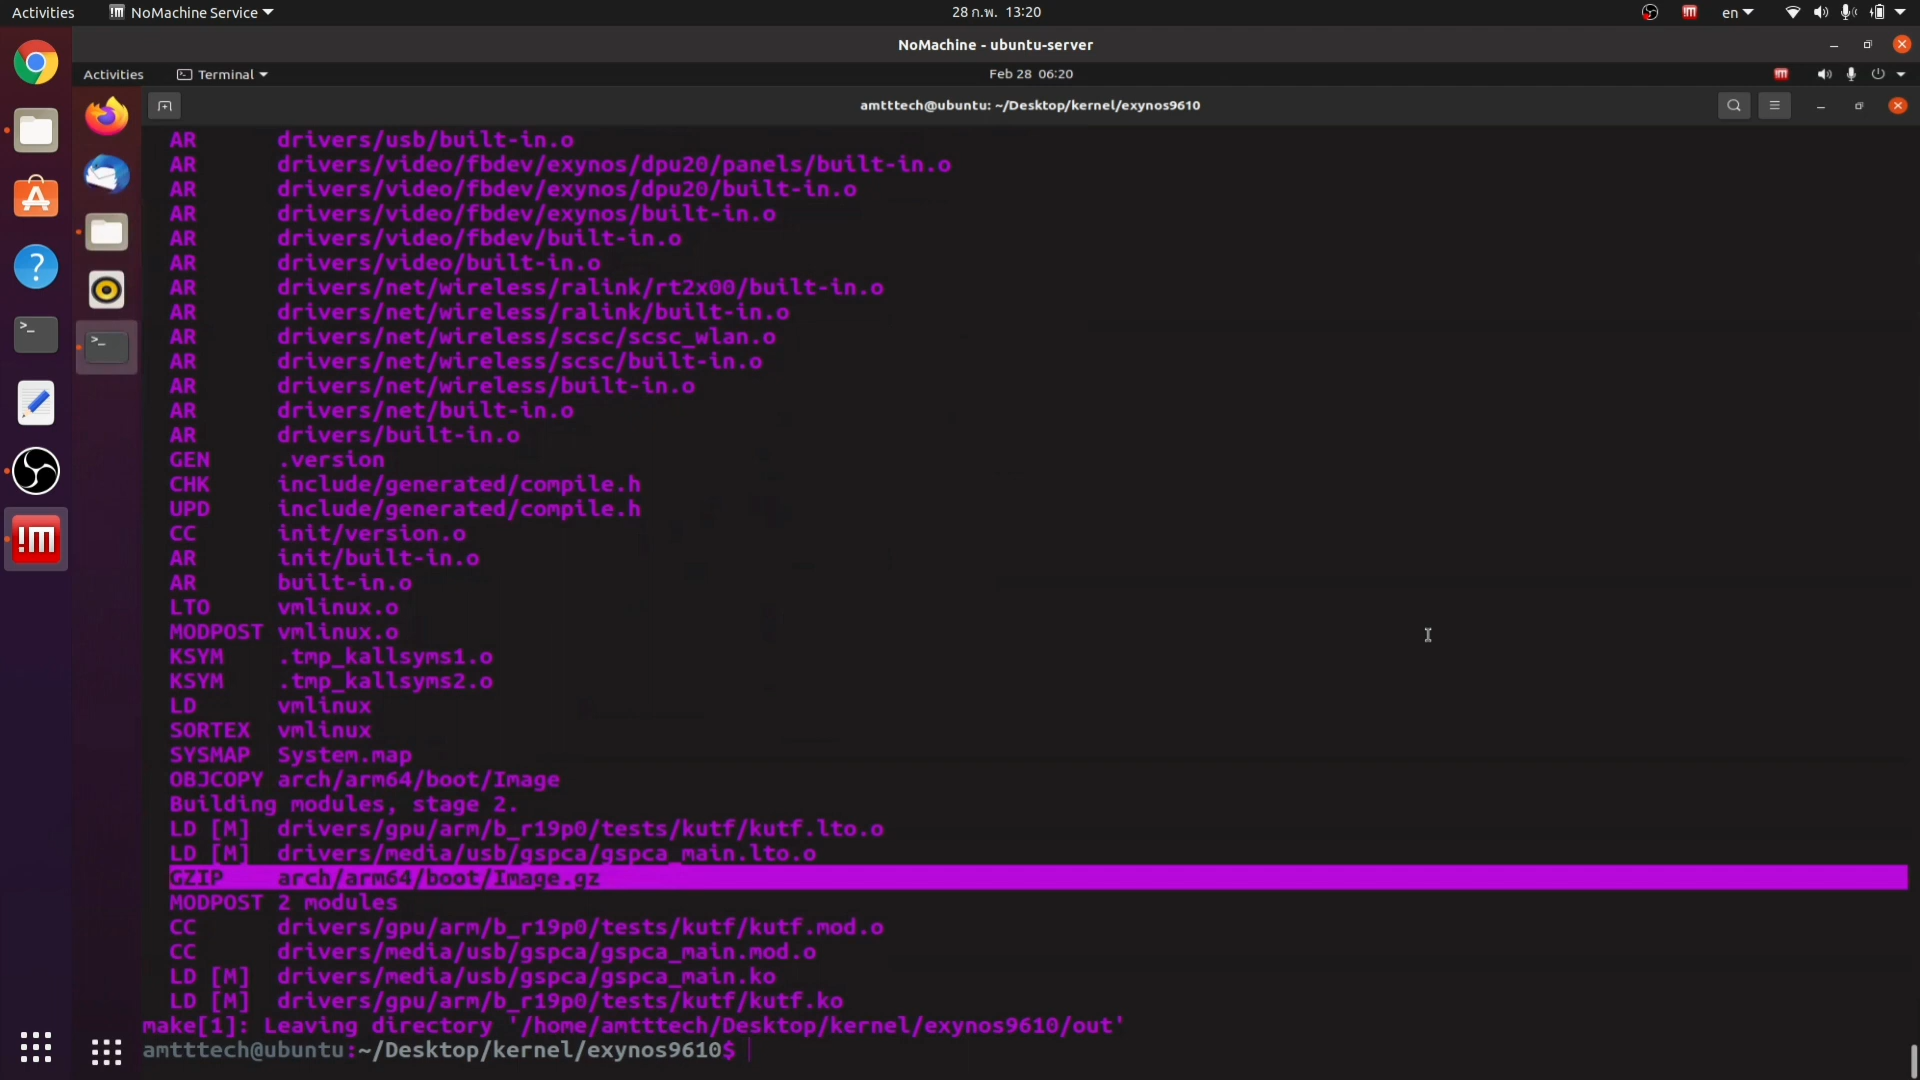 Activities NoMachine Service 28 ก.พ. 13:20 en
NoMachine - ubuntu-server
Activities Terminal Feb 28 06:20
amtttech@ubuntu: ~/Desktop/kernel/exynos9610
AR drivers/usb/built-in.o
AR drivers/video/fbdev/exynos/dpu20/panels/built-in.o
AR drivers/video/fbdev/exynos/dpu20/built-in.o
AR drivers/video/fbdev/exynos/built-in.o
AR drivers/video/fbdev/built-in.o
AR drivers/video/built-in.o
AR drivers/net/wireless/ralink/rt2x00/built-in.o
AR drivers/net/wireless/ralink/built-in.o
AR drivers/net/wireless/scsc/scsc_wlan.o
AR drivers/net/wireless/scsc/built-in.o
AR drivers/net/wireless/built-in.o
AR drivers/net/built-in.o
AR drivers/built-in.o
GEN .version
CHK include/generated/compile.h
UPD include/generated/compile.h
CC init/version.o
AR init/built-in.o
AR built-in.o
LTO vmlinux.o
MODPOST vmlinux.o
KSYM .tmp_kallsyms1.o
KSYM .tmp_kallsyms2.o
LD vmlinux
SORTEX vmlinux
SYSMAP System.map
OBJCOPY arch/arm64/boot/Image
Building modules, stage 2.
LD [M] drivers/gpu/arm/b_r19p0/tests/kutf/kutf.lto.o
LD [M] drivers/media/usb/gspca/gspca_main.lto.o
GZIP arch/arm64/boot/Image.gz
MODPOST 2 modules
CC drivers/gpu/arm/b_r19p0/tests/kutf/kutf.mod.o
CC drivers/media/usb/gspca/gspca_main.mod.o
LD [M] drivers/media/usb/gspca/gspca_main.ko
LD [M] drivers/gpu/arm/b_r19p0/tests/kutf/kutf.ko
make[1]: Leaving directory '/home/amtttech/Desktop/kernel/exynos9610/out'
amtttech@ubuntu:~/Desktop/kernel/exynos9610$